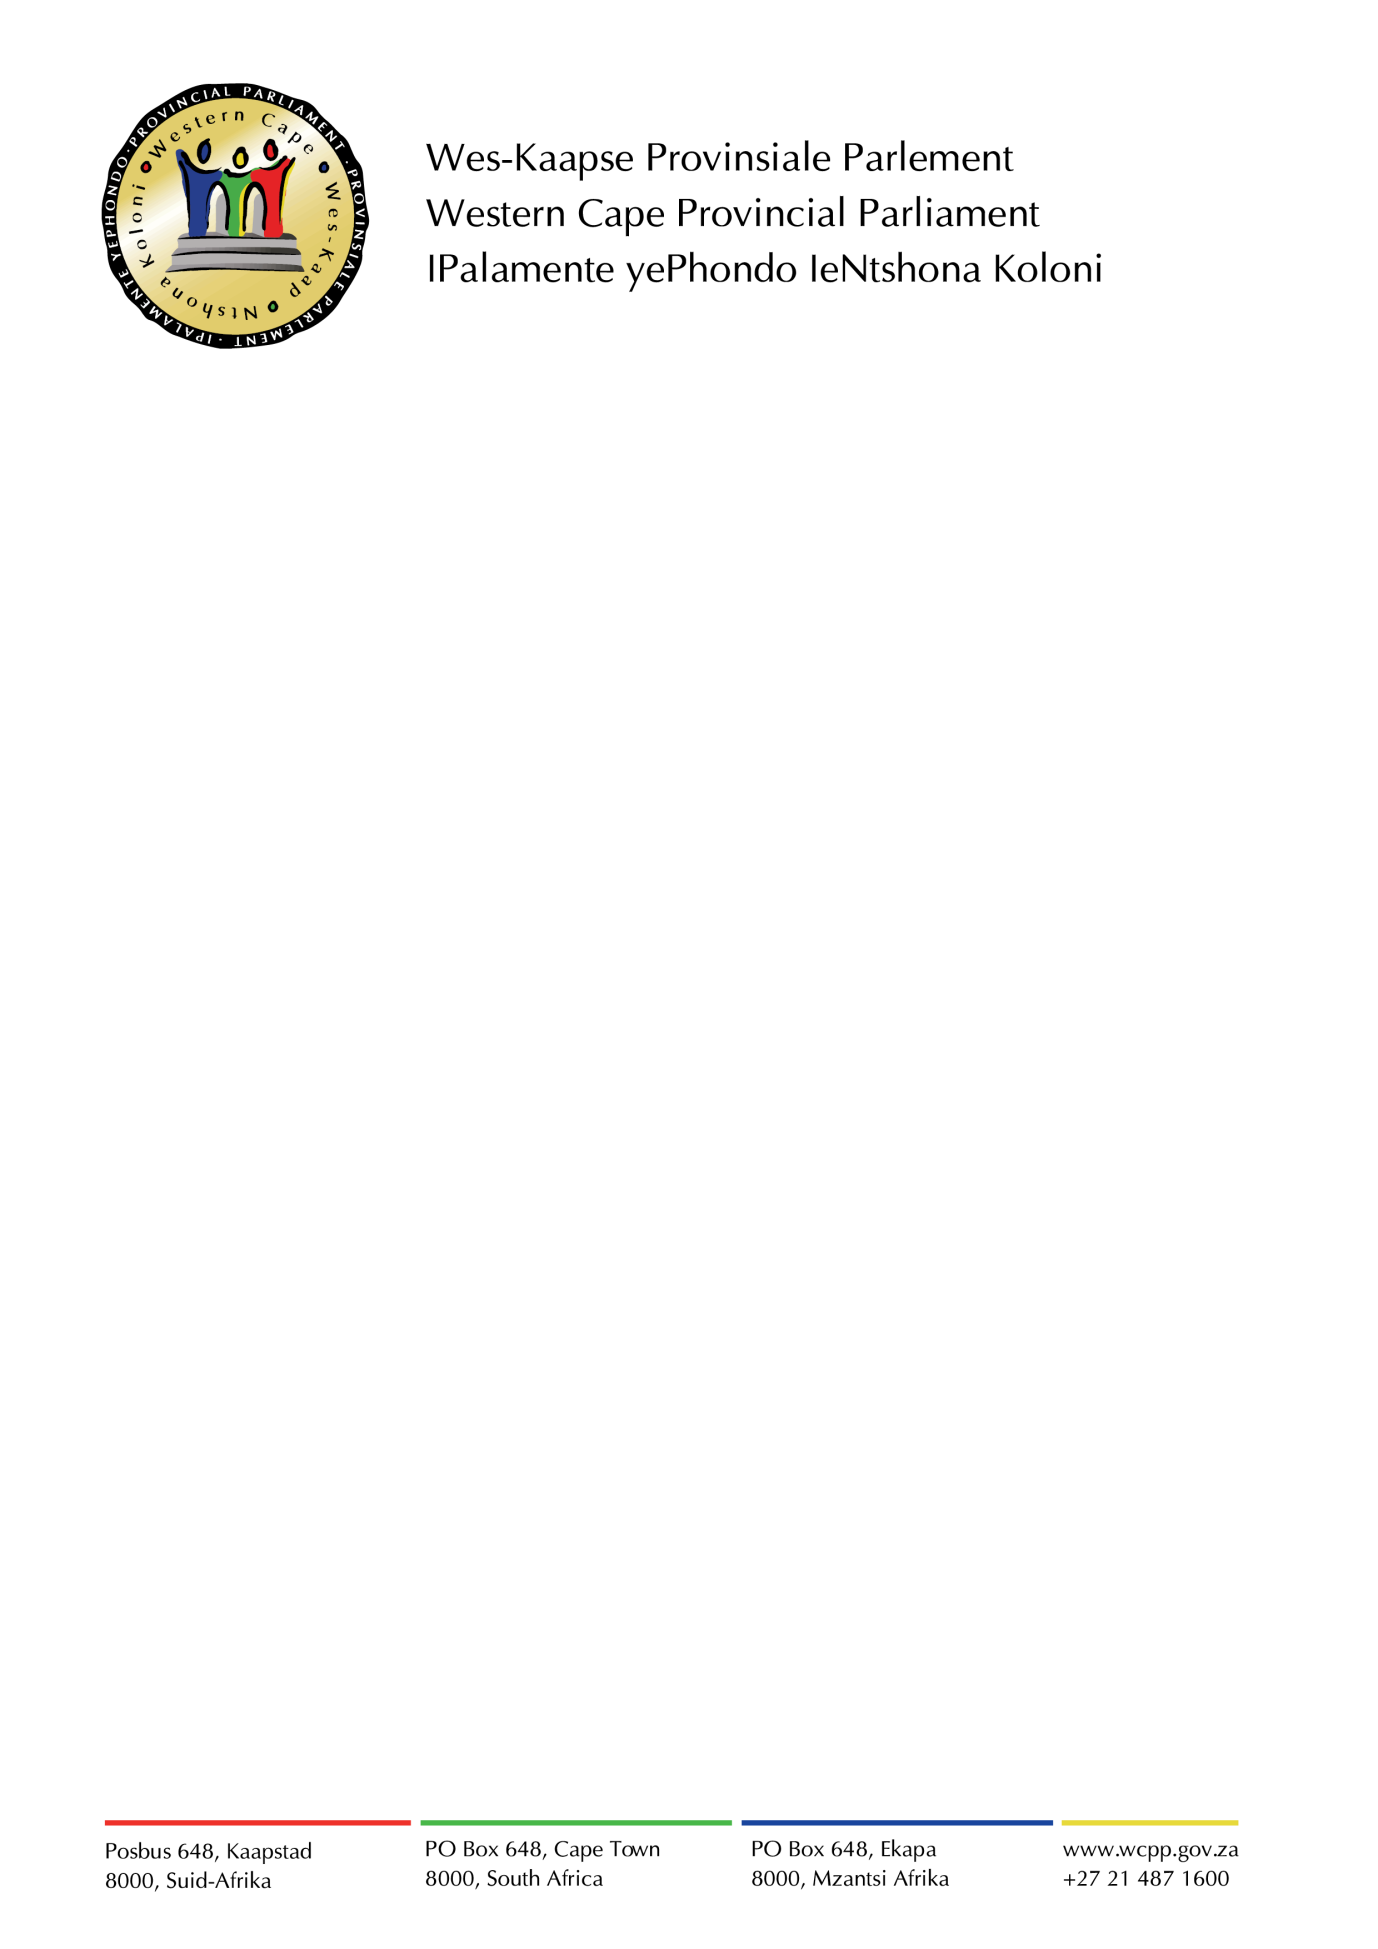 PROVINCIAL PARLIAMENT · PROVINSIALE PARLEMENT · IPALAMENTE YEPHONDO ·
Western Cape • Wes-Kaap • Ntshona Koloni •
Wes-Kaapse Provinsiale Parlement
Western Cape Provincial Parliament
IPalamente yePhondo IeNtshona Koloni
Posbus 648, Kaapstad
8000, Suid-Afrika
PO Box 648, Cape Town
8000, South Africa
PO Box 648, Ekapa
8000, Mzantsi Afrika
www.wcpp.gov.za
+27 21 487 1600